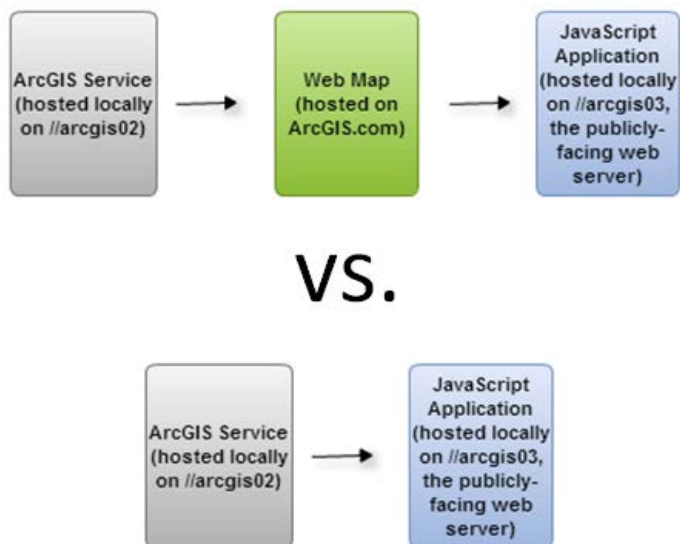 ArcGIS Service
(hosted locally
on //arcgis02)
Web Map
(hosted on
ArcGIS.com)
JavaScript
Application
(hosted locally
on //arcgis03,
the publicly-
facing web
server)
vs.
ArcGIS Service
(hosted locally
on //arcgis02)
JavaScript
Application
(hosted locally
on //arcgis03,
the publicly-
facing web
server)